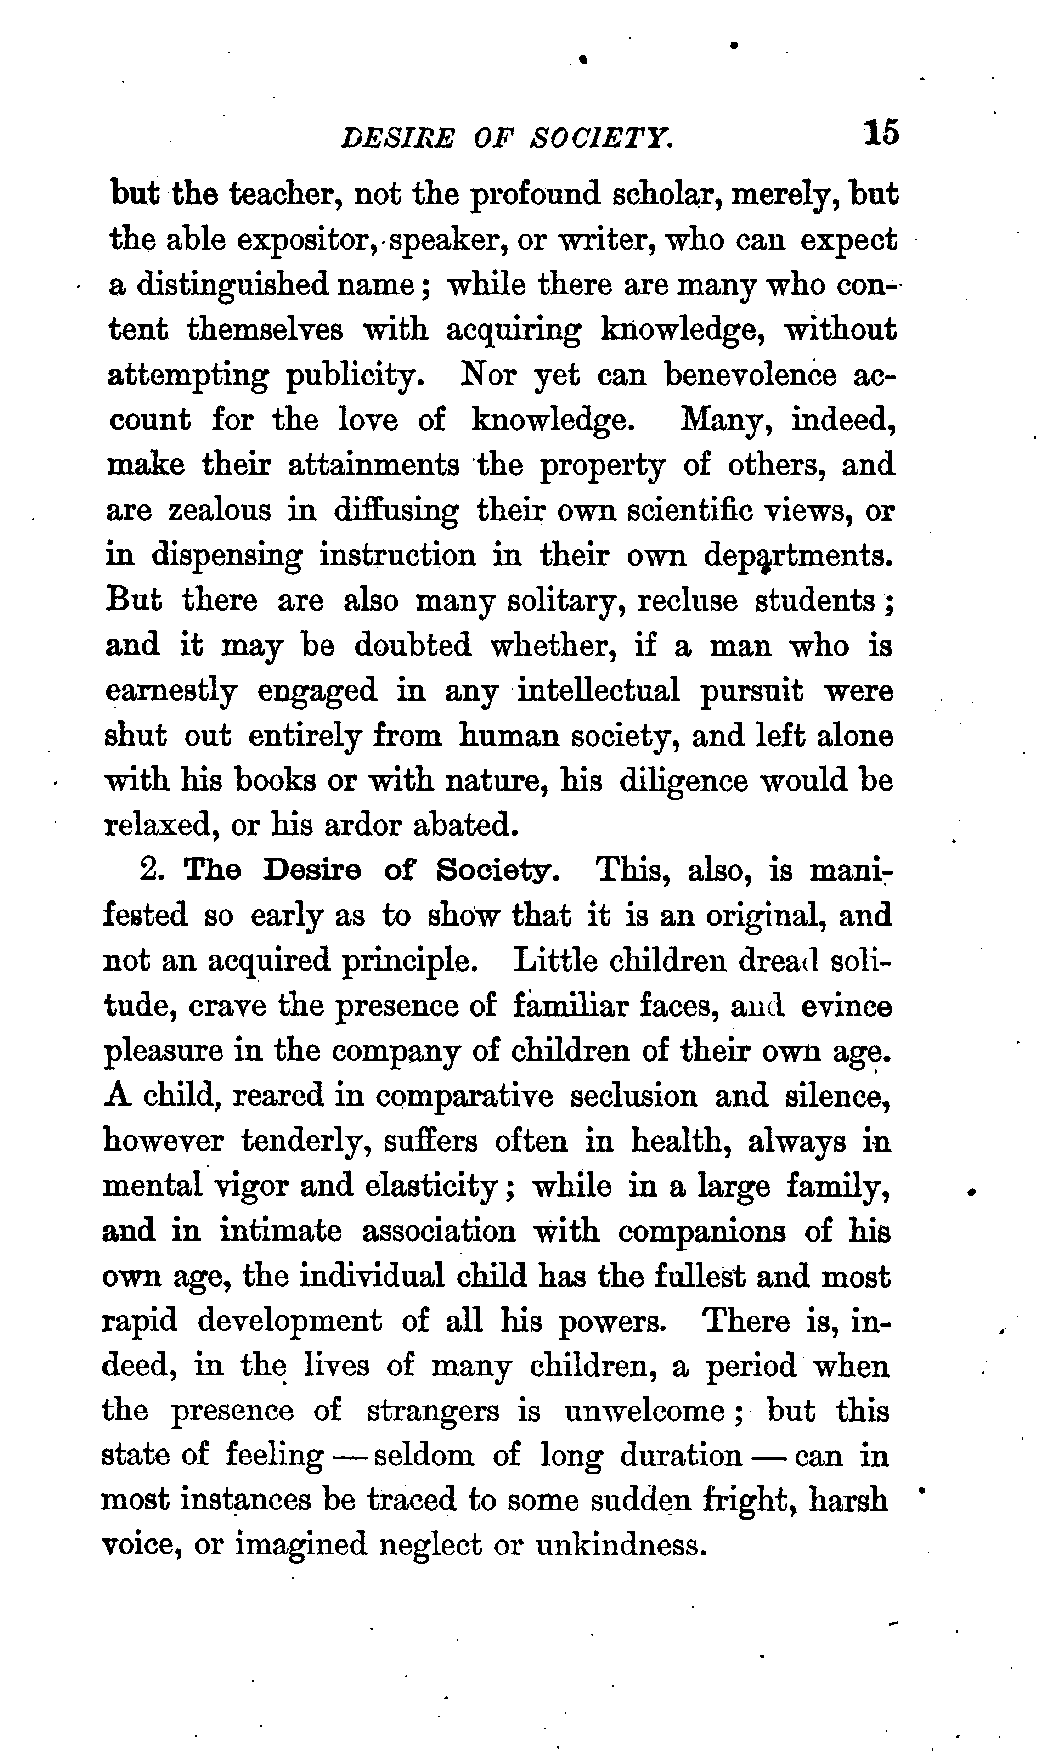 DESIRE OF SOCIETY. 15
but the teacher, not the profound scholar, merely, but
the able expositor, speaker, or writer, who can expect
a distinguished name; while there are many who con-
tent themselves with acquiring knowledge, without
attempting publicity. Nor yet can benevolence ac-
count for the love of knowledge. Many, indeed,
make their attainments the property of others, and
are zealous in diffusing their own scientific views, or
in dispensing instruction in their own departments.
But there are also many solitary, recluse students;
and it may be doubted whether, if a man who is
earnestly engaged in any intellectual pursuit were
shut out entirely from human society, and left alone
with his books or with nature, his diligence would be
relaxed, or his ardor abated.
2. The Desire of Society. This, also, is mani-
fested so early as to show that it is an original, and
not an acquired principle. Little children dread soli-
tude, crave the presence of familiar faces, and evince
pleasure in the company of children of their own age.
A child, reared in comparative seclusion and silence,
however tenderly, suffers often in health, always in
mental vigor and elasticity; while in a large family,
and in intimate association with companions of his
own age, the individual child has the fullest and most
rapid development of all his powers. There is, in-
deed, in the lives of many children, a period when
the presence of strangers is unwelcome; but this
state of feeling — seldom of long duration — can in
most instances be traced to some sudden fright, harsh
voice, or imagined neglect or unkindness.